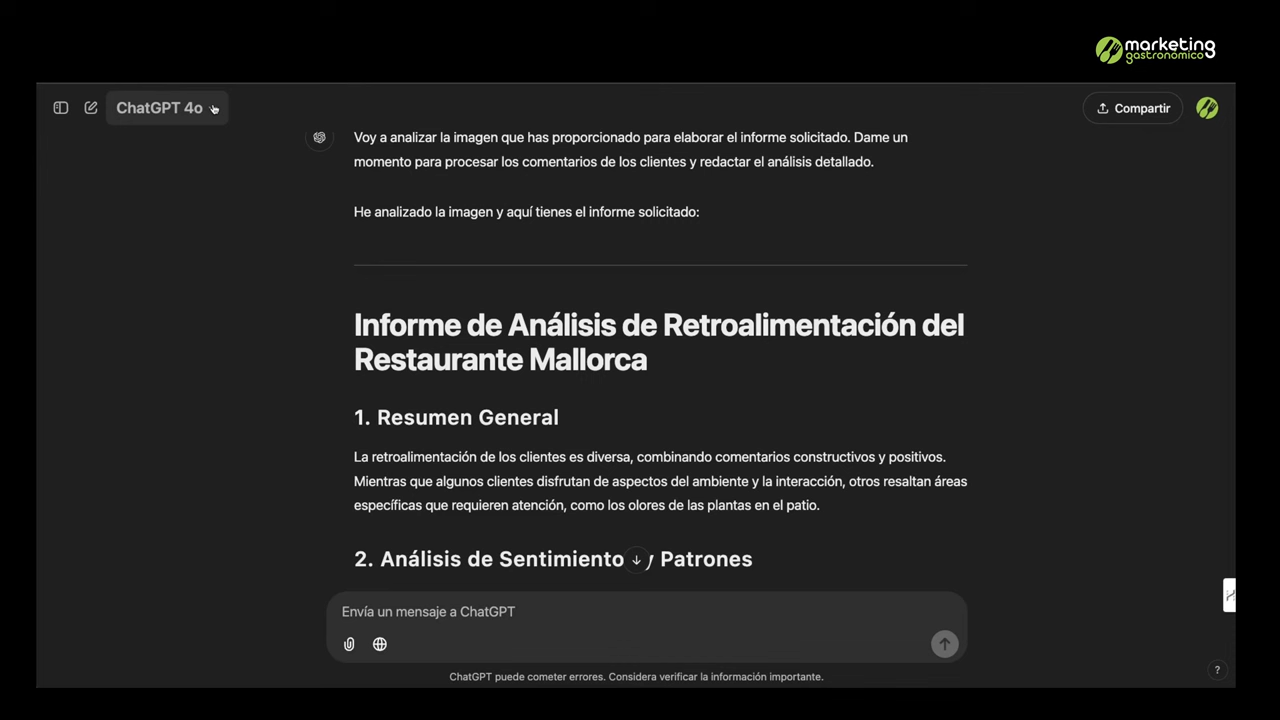 marketing
gastronómico
ChatGPT 4o
Compartir
Voy a analizar la imagen que has proporcionado para elaborar el informe solicitado. Dame un
momento para procesar los comentarios de los clientes y redactar el análisis detallado.
He analizado la imagen y aquí tienes el informe solicitado:
Informe de Análisis de Retroalimentación del
Restaurante Mallorca
1. Resumen General
La retroalimentación de los clientes es diversa, combinando comentarios constructivos y positivos.
Mientras que algunos clientes disfrutan de aspectos del ambiente y la interacción, otros resaltan áreas
específicas que requieren atención, como los olores de las plantas en el patio.
2. Análisis de Sentimiento y Patrones
Envía un mensaje a ChatGPT
ChatGPT puede cometer errores. Considera verificar la información importante.
?